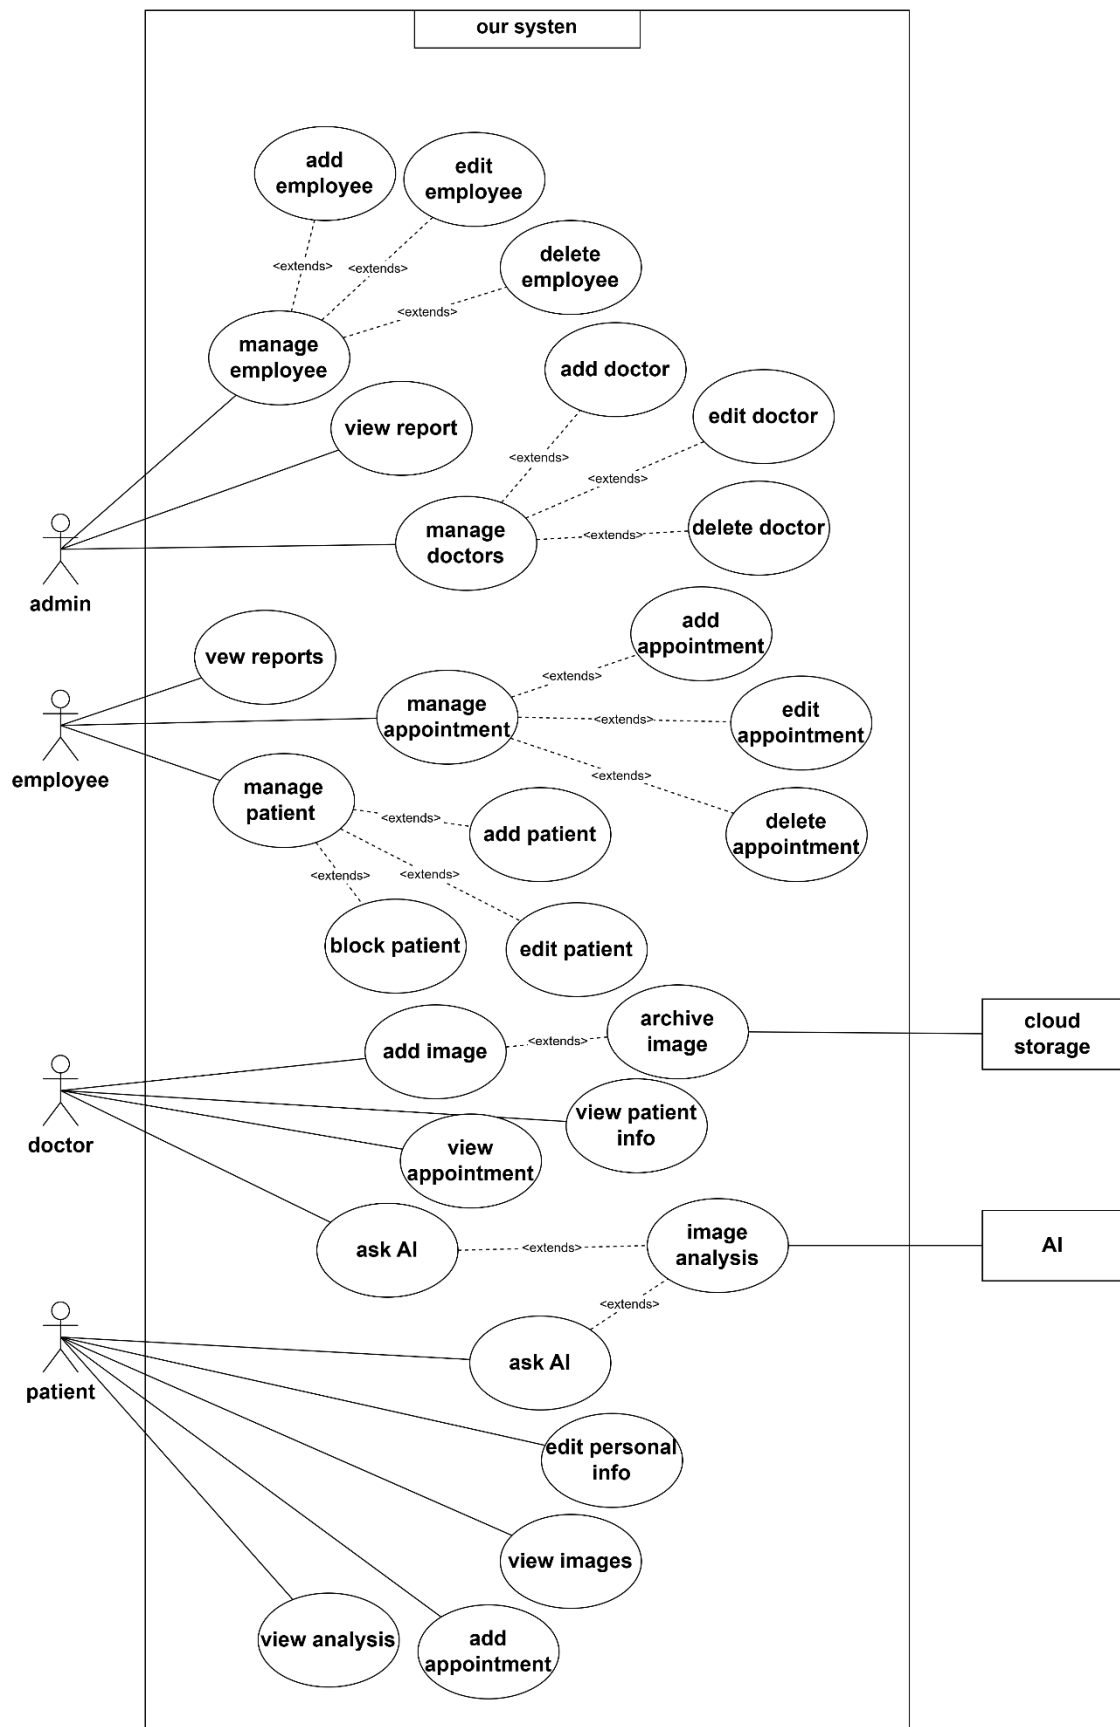 our systen
add
employee
edit
employee
<extends>
<extends>
delete
employee
<extends>
manage
employee
add doctor
view report
edit doctor
<extends>
<extends>
manage
doctors
delete doctor
<extends>
admin
add
appointment
vew reports
<extends>
manage
appointment
<extends>
edit
appointment
employee
manage
patient
<extends>
<extends>
add patient
delete
appointment
<extends>
<extends>
block patient
edit patient
add image
<extends>
archive
image
cloud
storage
doctor
view patient
info
view
appointment
ask AI
<extends>
image
analysis
AI
<extends>
patient
ask AI
edit personal
info
view images
view analysis
add
appointment